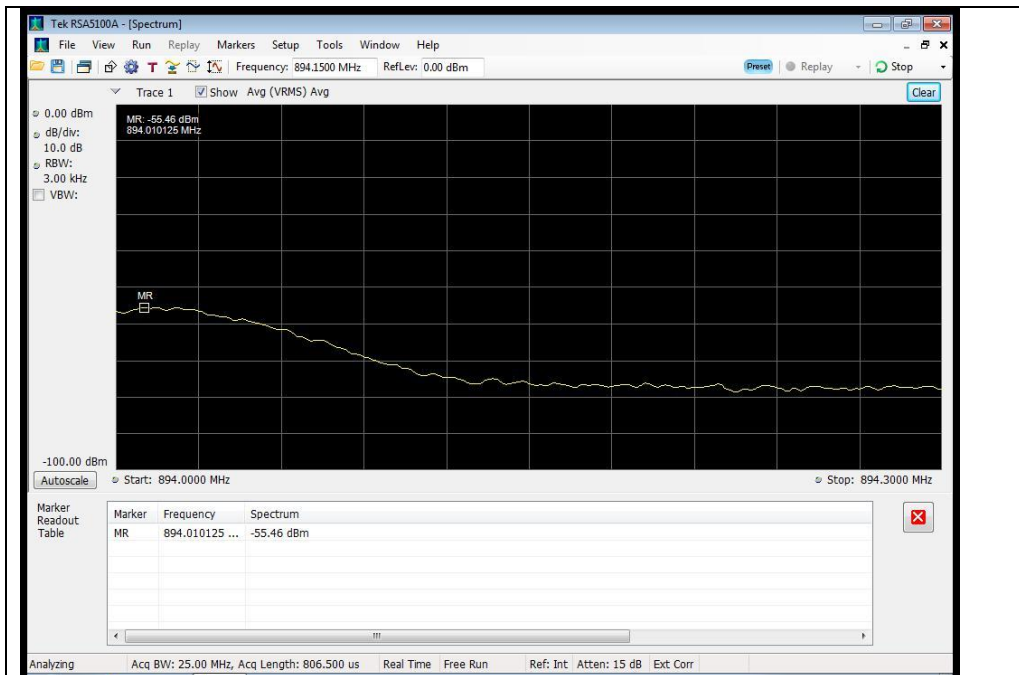 Tek RSA5100A - [Spectrum]
File View Run Replay Markers Setup Tools Window Help
Frequency: 894.1500 MHz RefLev: 0.00 dBm Preset Replay Stop
Trace 1 Show Avg (VRMS) Avg Clear
0.00 dBm
dB/div:
10.0 dB
RBW:
3.00 kHz
VBW:
MR: -55.46 dBm
894.010125 MHz
MR
-100.00 dBm
Autoscale Start: 894.0000 MHz Stop: 894.3000 MHz
Marker
Readout
Table
Marker Frequency Spectrum
MR 894.010125 ... -55.46 dBm
Analyzing Acq BW: 25.00 MHz, Acq Length: 806.500 us Real Time Free Run Ref: Int Atten: 15 dB Ext Corr